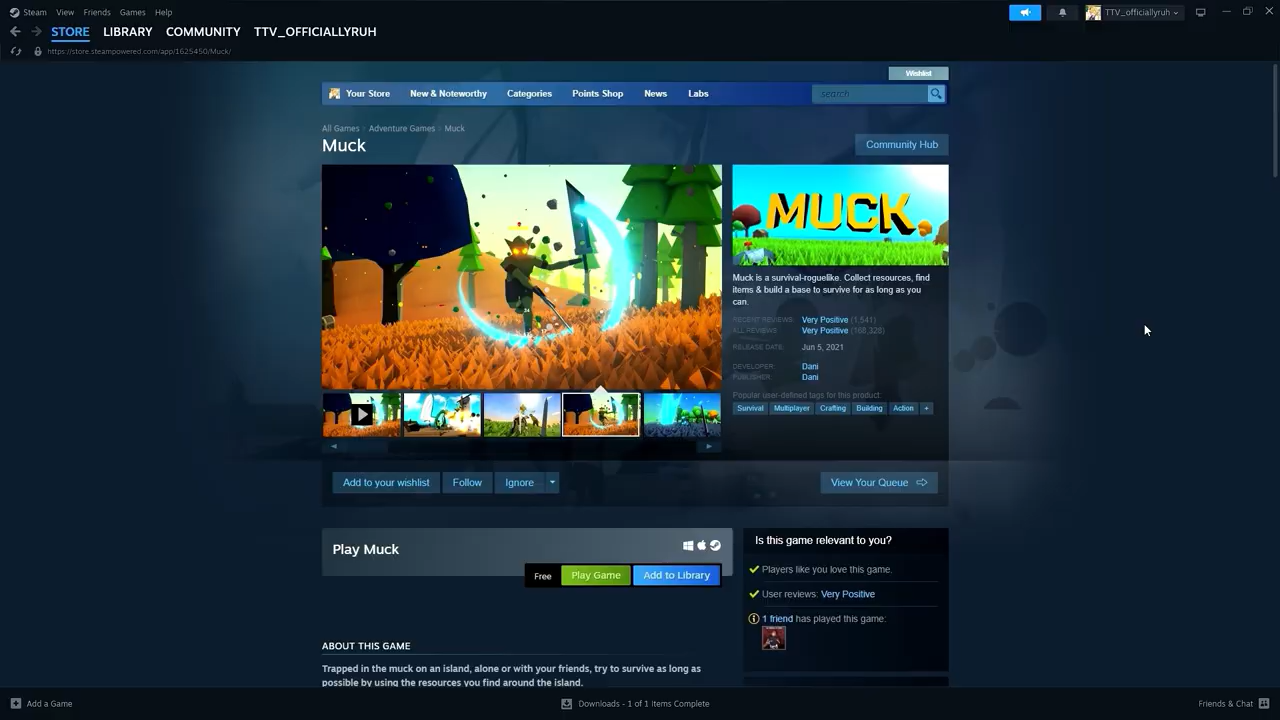 Steam View Friends Games Help
TTV_officiallyruh
STORE LIBRARY COMMUNITY TTV_OFFICIALLYRUH
https://store.steampowered.com/app/1625450/Muck/
Wishlist
Your Store New & Noteworthy Categories Points Shop News Labs search
All Games Adventure Games Muck
Muck
Community Hub
MUCK
Muck is a survival-roguelike. Collect resources, find
items & build a base to survive for as long as you
can.
RECENT REVIEWS: Very Positive (1,541)
ALL REVIEWS: Very Positive (168,328)
RELEASE DATE: Jun 5, 2021
DEVELOPER: Dani
PUBLISHER: Dani
Popular user-defined tags for this product:
Survival Multiplayer Crafting Building Action +
Add to your wishlist Follow Ignore View Your Queue
Play Muck
Free Play Game Add to Library
Is this game relevant to you?
Players like you love this game.
User reviews: Very Positive
1 friend has played this game:
ABOUT THIS GAME
Trapped in the muck on an island, alone or with your friends, try to survive as long as
possible by using the resources you find around the island.
Add a Game Downloads - 1 of 1 Items Complete Friends & Chat